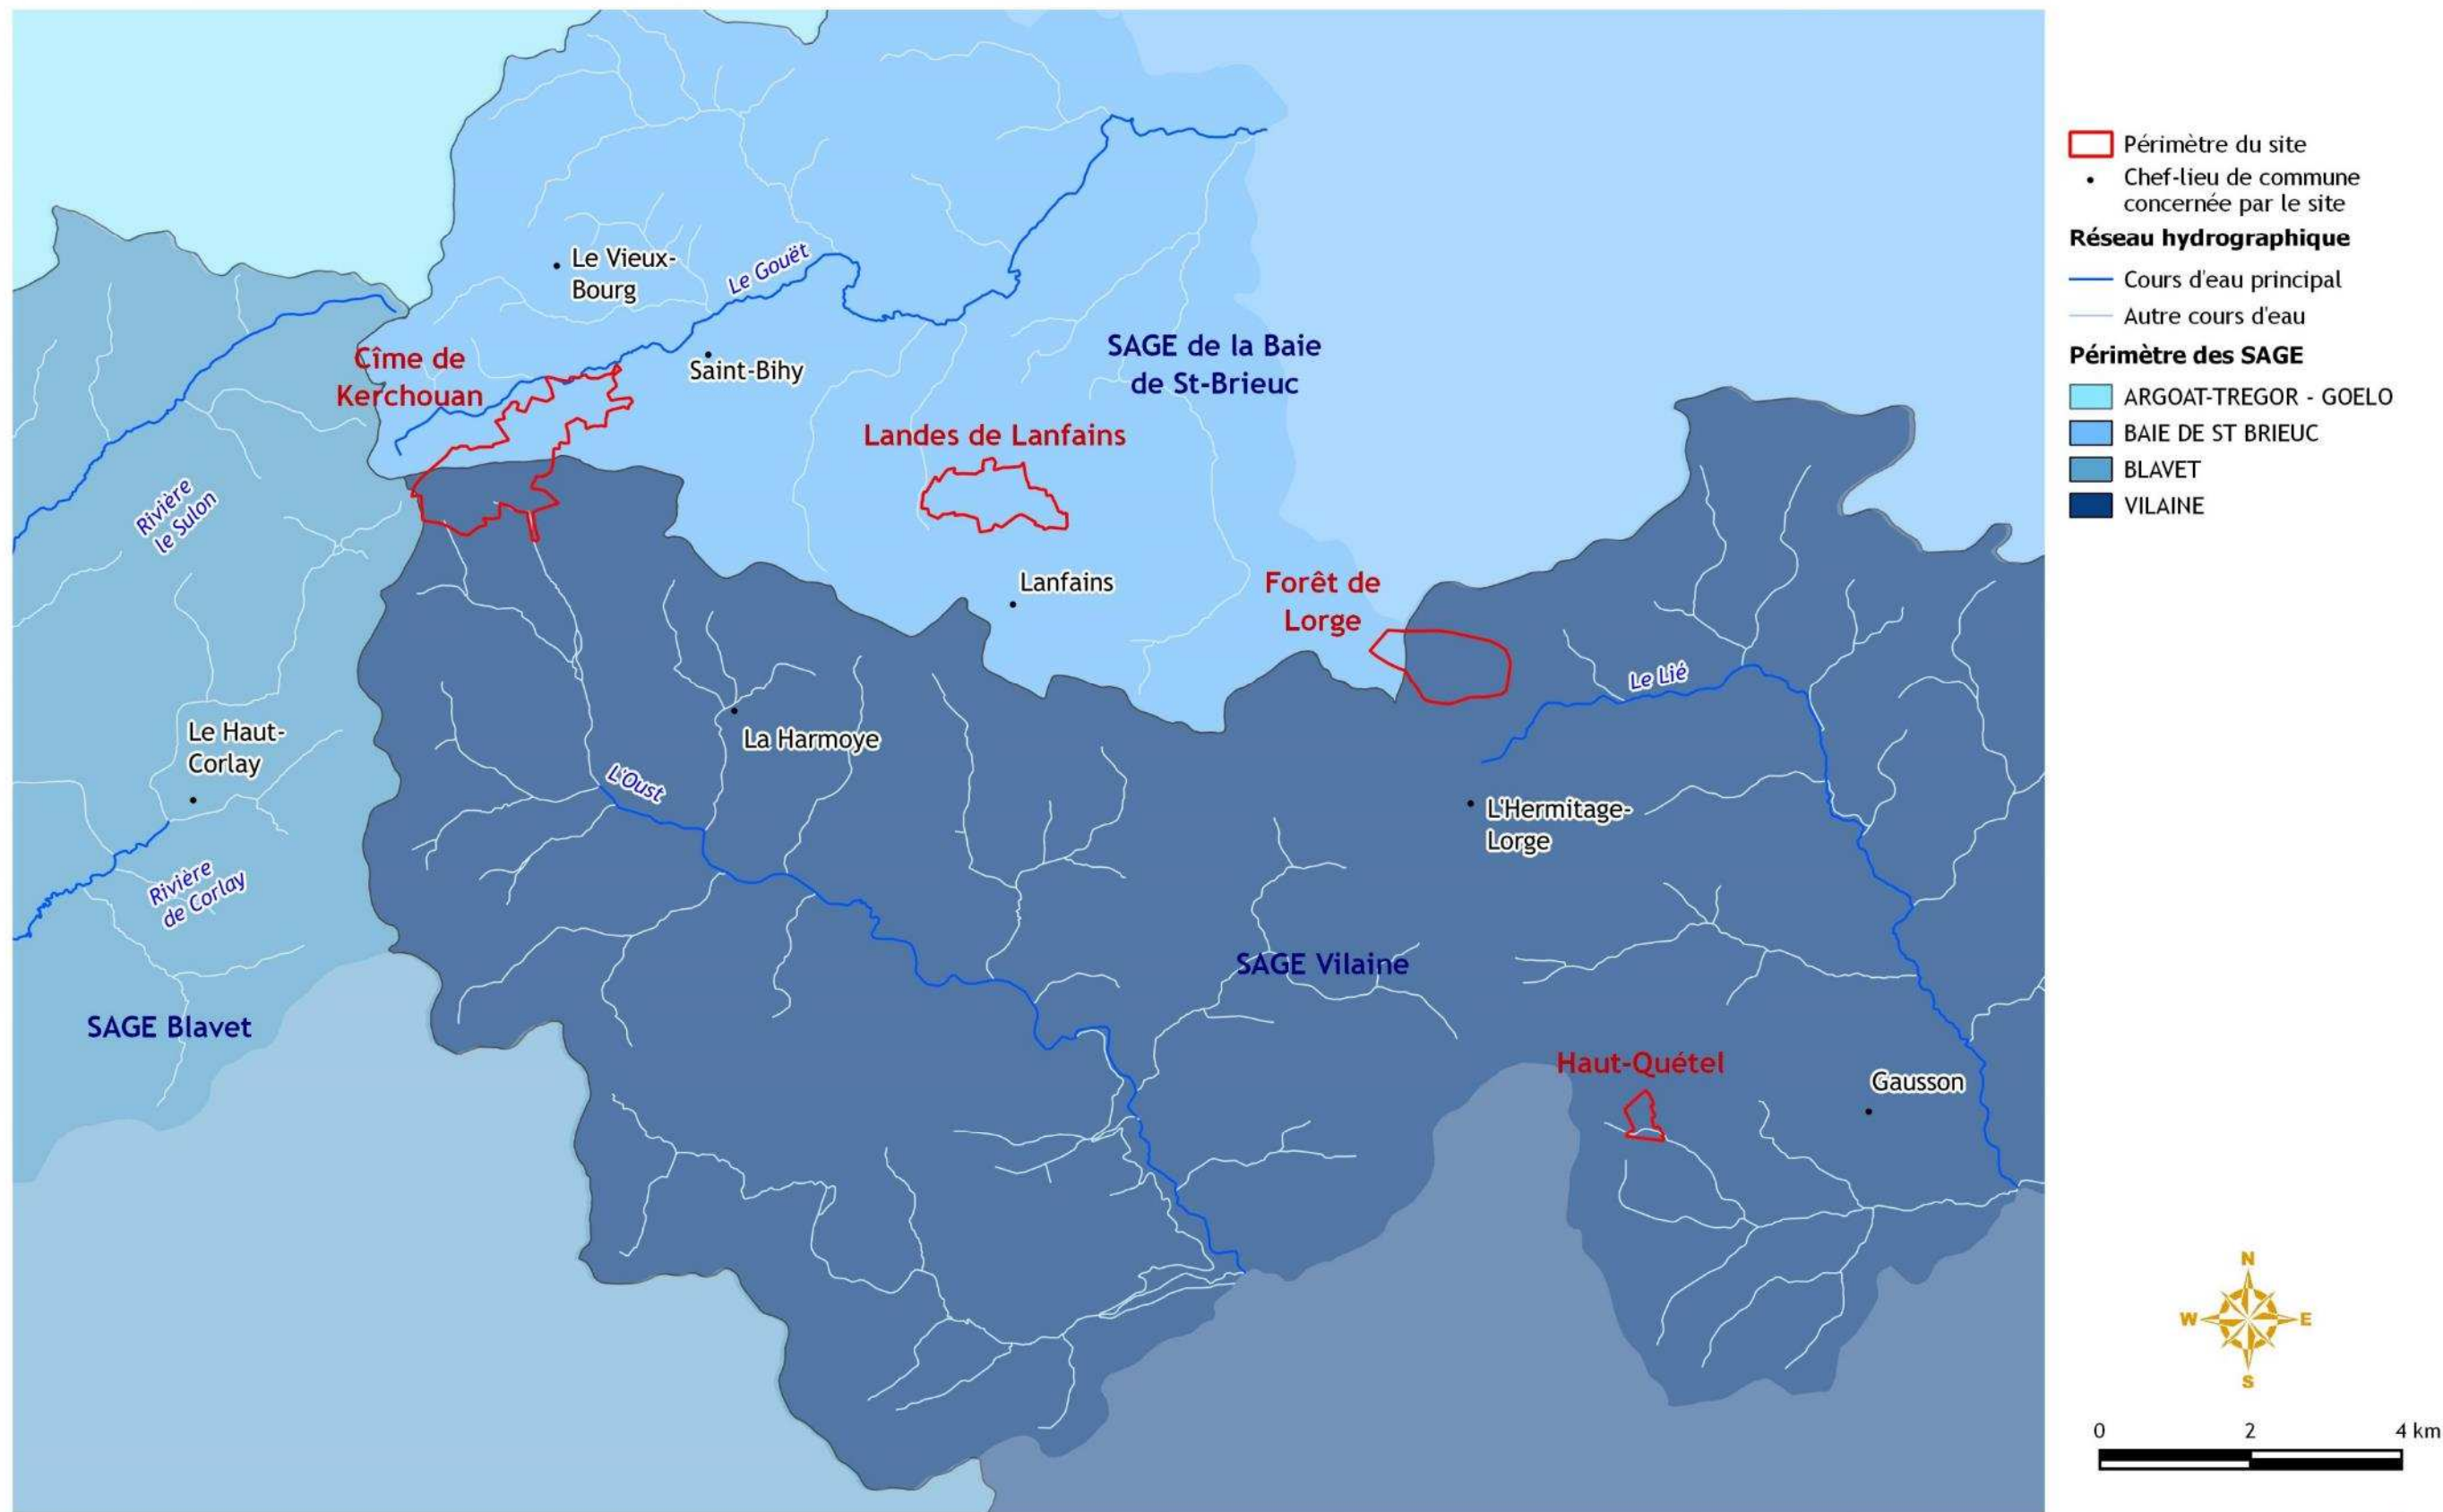 Le Vieux-
Bourg
Le Gouët
Saint-Bihy
Cîme de
Kerchouan
SAGE de la Baie
de St-Brieuc
Landes de Lanfains
Rivière
le Sulon
Lanfains
Forêt de
Lorge
Le Lié
Le Haut-
Corlay
La Harmoye
L'Oust
L'Hermitage-
Lorge
Rivière
de Corlay
SAGE Vilaine
SAGE Blavet
Haut-Quétel
Gausson
Périmètre du site
Chef-lieu de commune
concernée par le site
Réseau hydrographique
Cours d'eau principal
Autre cours d'eau
Périmètre des SAGE
ARGOAT-TREGOR - GOELO
BAIE DE ST BRIEUC
BLAVET
VILAINE
N
W E
S
0 2 4 km